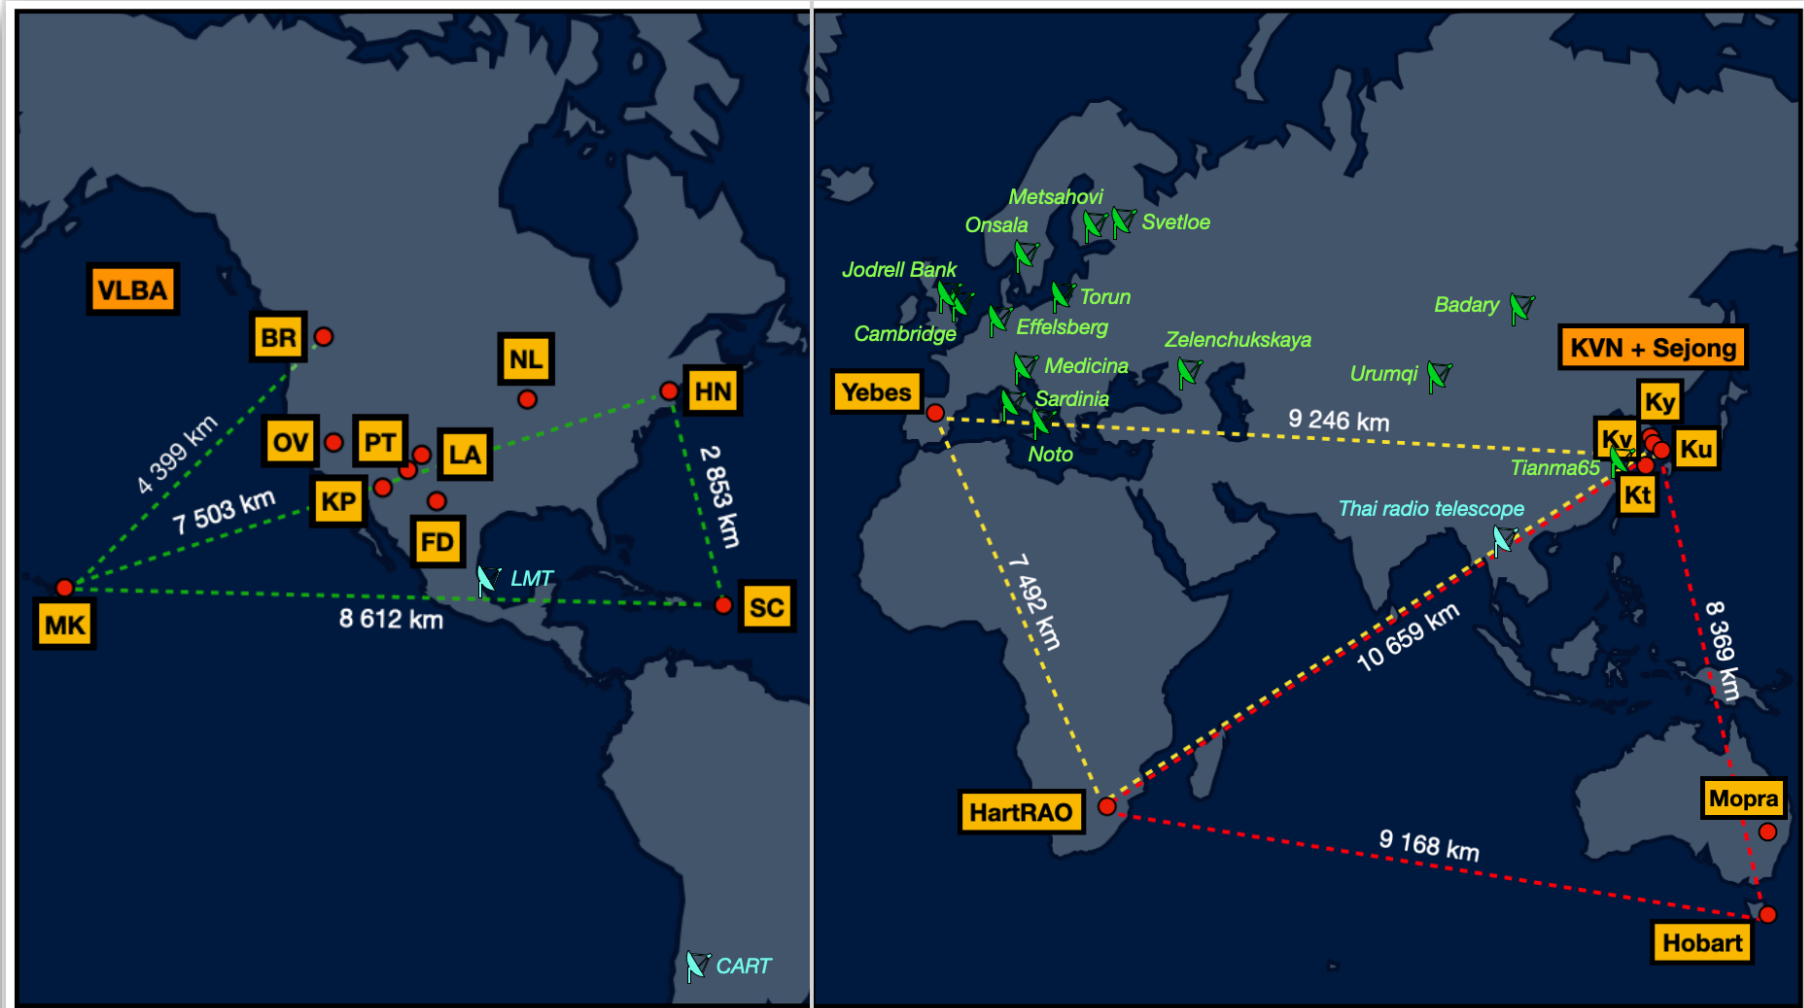 VLBA
BR
NL
HN
OV
PT
LA
KP
FD
4 399 km
7 503 km
2 853 km
LMT
MK
8 612 km
SC
CART
Metsahovi
Onsala
Svetloe
Jodrell Bank
Torun
Cambridge
Effelsberg
Badary
Zelenchukskaya
KVN + Sejong
Medicina
Urumqi
Yebes
Sardinia
Ky
9 246 km
Kv
Ku
Noto
Tianma65
Kt
Thai radio telescope
7 492 km
10 659 km
8 369 km
HartRAO
Mopra
9 168 km
Hobart